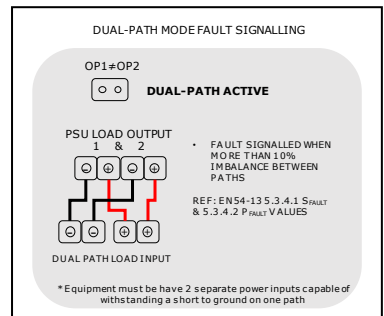 DUAL-PATH MODE FAULT SIGNALLING
OP1≠OP2
DUAL-PATH ACTIVE
PSU LOAD OUTPUT
1 & 2
- + - +
- - + +
DUAL PATH LOAD INPUT
• FAULT SIGNALLED WHEN
MORE THAN 10%
IMBALANCE BETWEEN
PATHS
REF: EN54-13 5.3.4.1 SFAULT
& 5.3.4.2 PFAULT VALUES
*Equipment must be have 2 separate power inputs capable of
withstanding a short to ground on one path